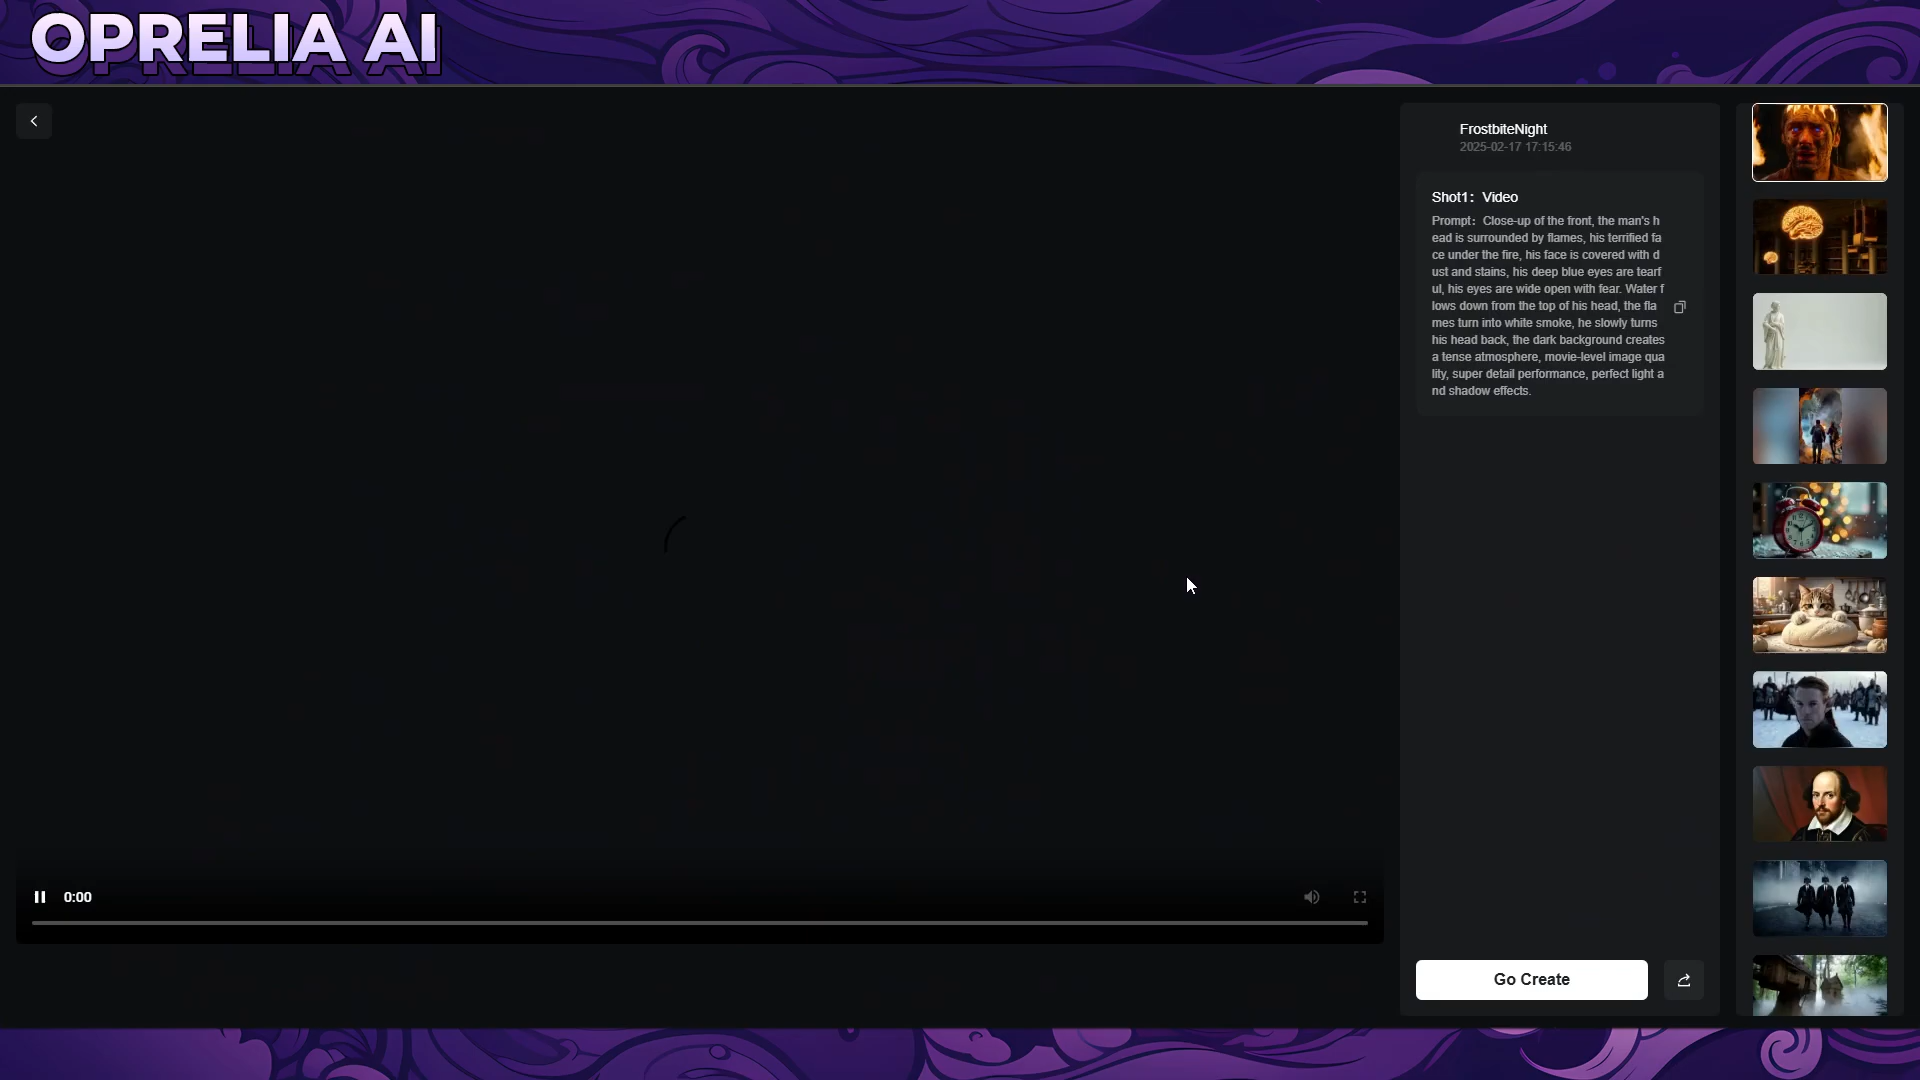 OPRELIA AI
FrostbiteNight
2025-02-17 17:15:46
Shot1: Video
Prompt: Close-up of the front, the man's h
ead is surrounded by flames, his terrified fa
ce under the fire, his face is covered with d
ust and stains, his deep blue eyes are tearf
ul, his eyes are wide open with fear. Water f
lows down from the top of his head, the fla
mes turn into white smoke, he slowly turns
his head back, the dark background creates
a tense atmosphere, movie-level image qua
lity, super detail performance, perfect light a
nd shadow effects.
0:00
Go Create